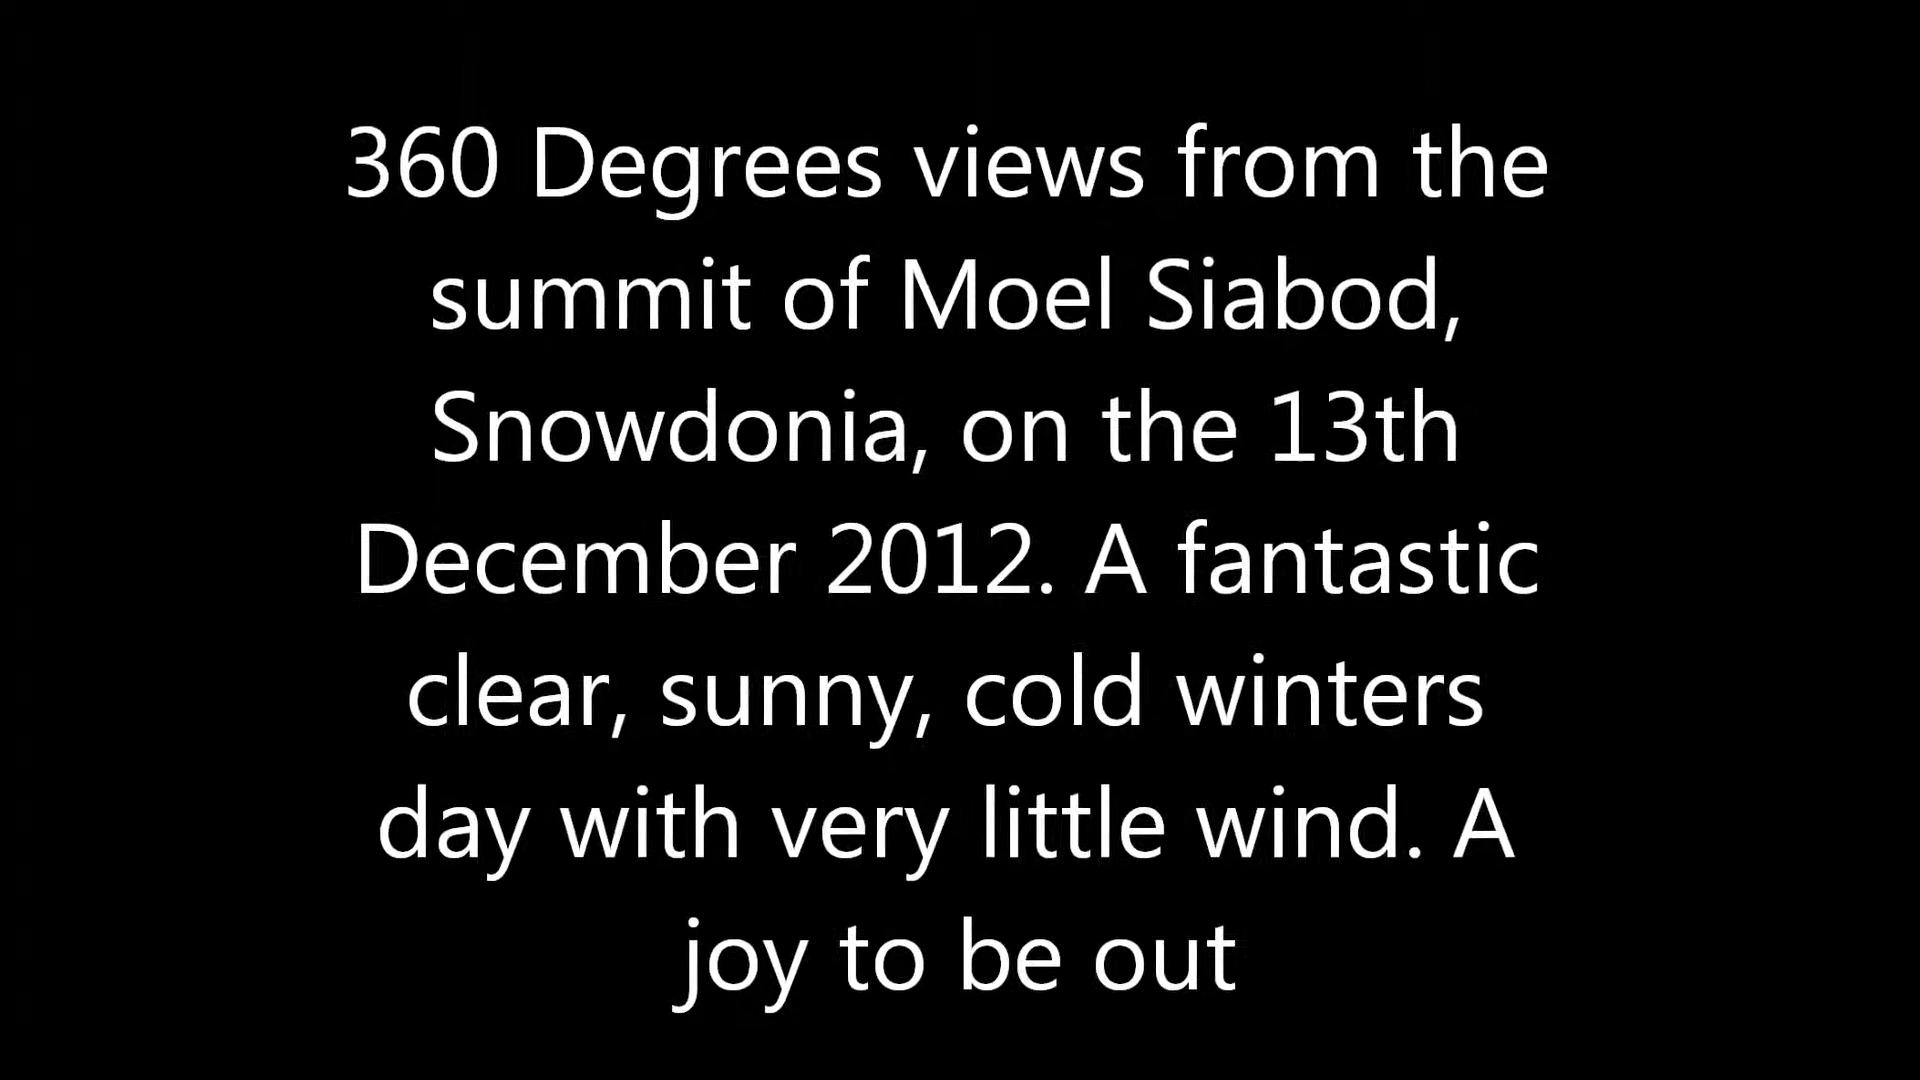 360 Degrees views from the
summit of Moel Siabod,
Snowdonia, on the 13th
December 2012. A fantastic
clear, sunny, cold winters
day with very little wind. A
joy to be out